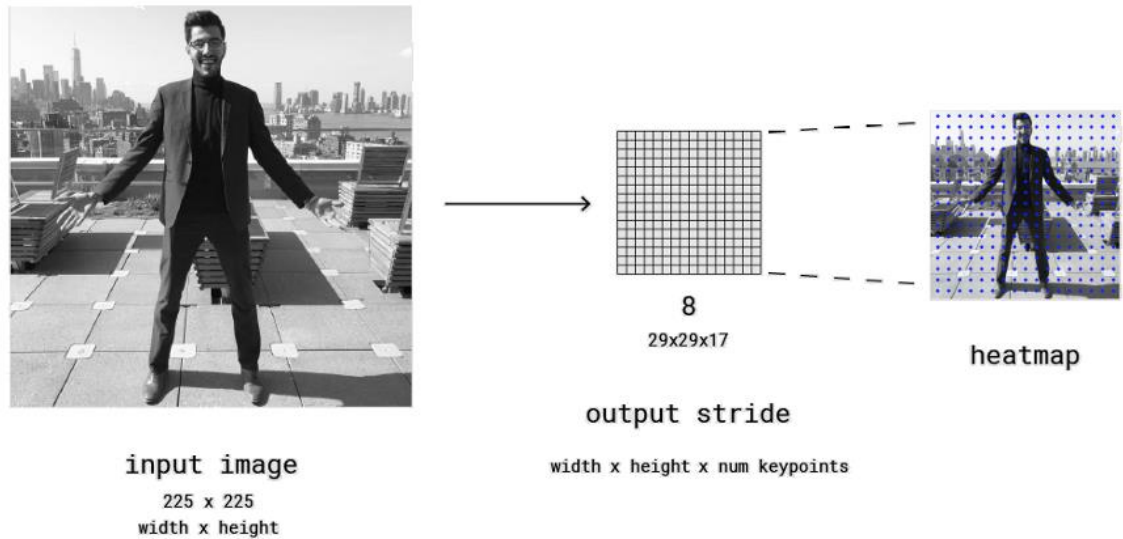 input image
225 x 225
width x height
8
29x29x17
output stride
width x height x num keypoints
heatmap